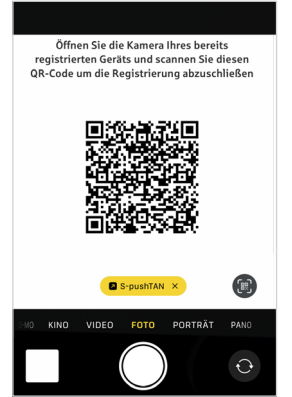 Öffnen Sie die Kamera Ihres bereits
registrierten Geräts und scannen Sie diesen
QR-Code um die Registrierung abzuschließen
S-pushTAN ×
KINO VIDEO FOTO PORTRÄT PANO